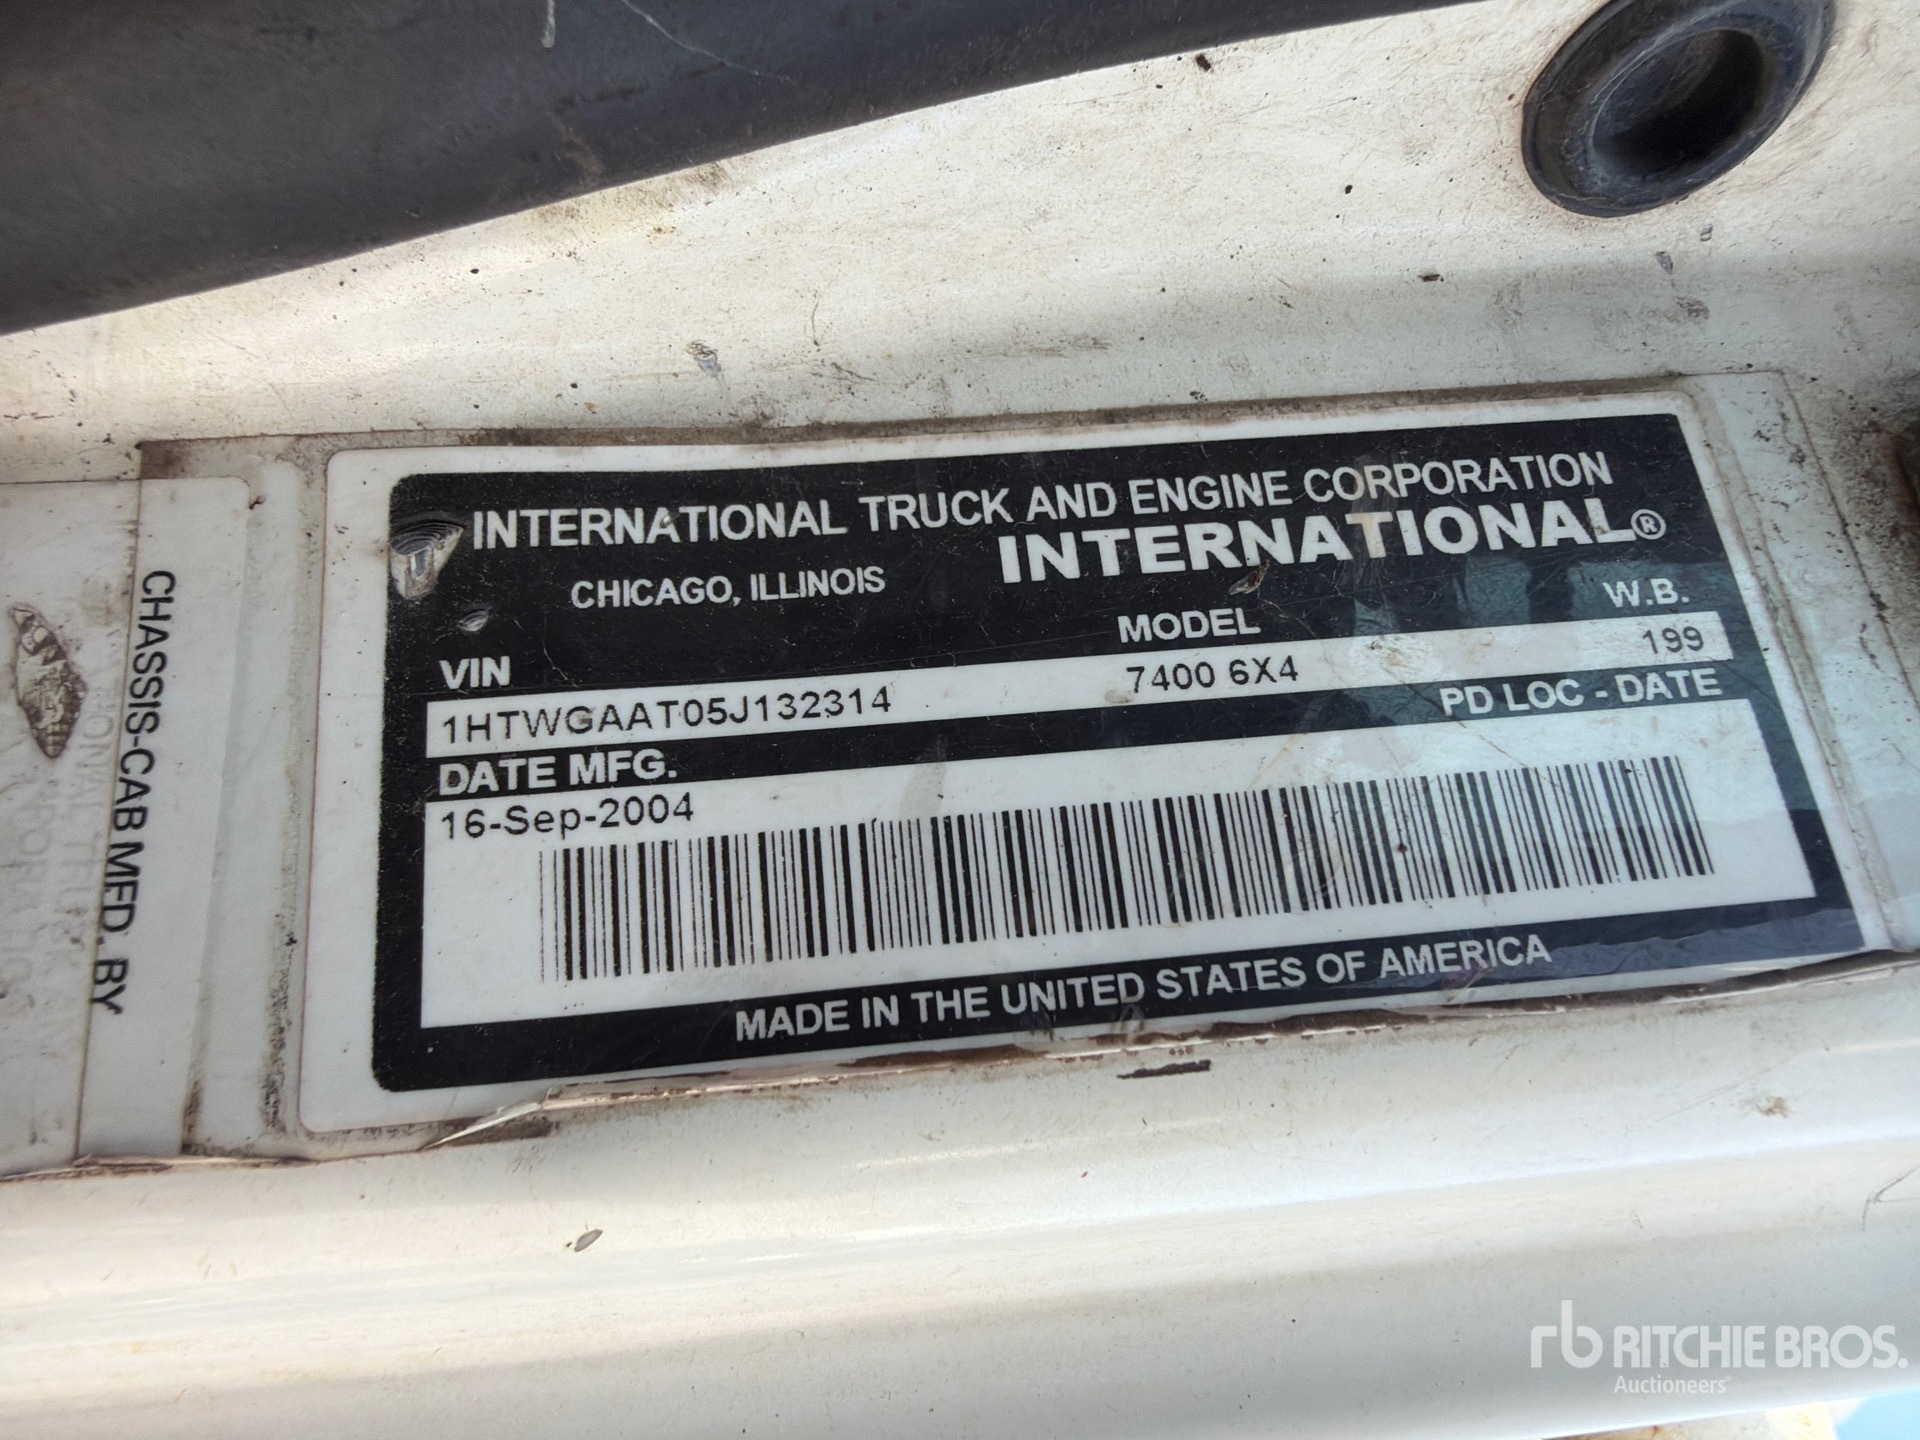 INTERNATIONAL TRUCK AND ENGINE CORPORATION
CHICAGO, ILLINOIS
INTERNATIONAL®
VIN
MODEL
W.B.
1HTWGAAT05J132314
7400 6X4
199
DATE MFG.
PD LOC - DATE
16-Sep-2004
MADE IN THE UNITED STATES OF AMERICA
CHASSIS-CAB MFD. BY
rb RITCHIE BROS.
Auctioneers